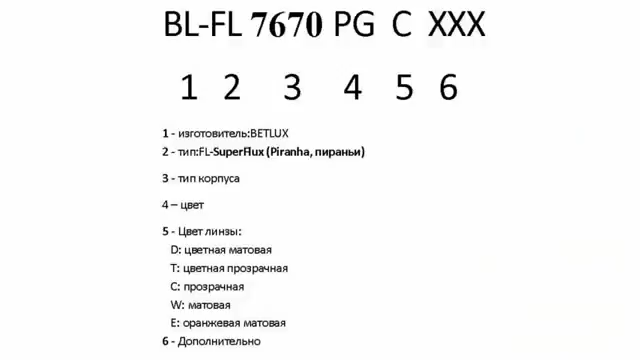 BL-FL 7670 PG C XXX
1 2 3 4 5 6
1 - изготовитель:BETLUX
2 - тип:FL-SuperFlux (Piranha, пираньи)
3 - тип корпуса
4 – цвет
5 - Цвет линзы:
D: цветная матовая
T: цветная прозрачная
C: прозрачная
W: матовая
E: оранжевая матовая
6 - Дополнительно